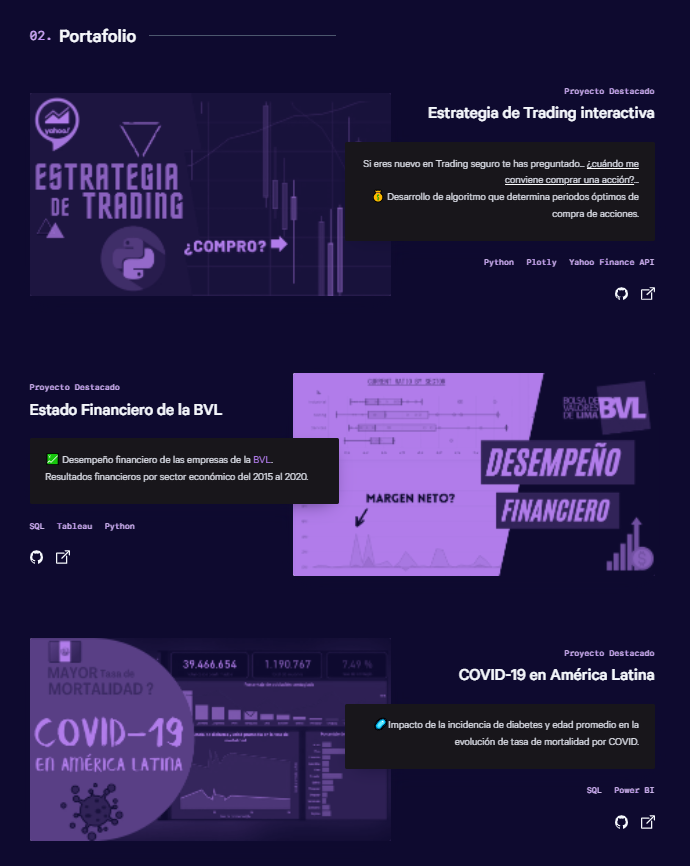 02. Portafolio
yahoo!
ESTRATEGIA
DE TRADING
¿COMPRO?
Proyecto Destacado
Estrategia de Trading interactiva
Si eres nuevo en Trading seguro te has preguntado... ¿cuándo me
conviene comprar una acción?...
Desarrollo de algoritmo que determina periodos óptimos de
compra de acciones.
Python Plotly Yahoo Finance API
Proyecto Destacado
Estado Financiero de la BVL
Desempeño financiero de las empresas de la BVL.
Resultados financieros por sector económico del 2015 al 2020.
SQL Tableau Python
CURRENT RATIO BY SECTOR
BOLSA DE
VALORES
DE LIMA
BVL
DESEMPEÑO
FINANCIERO
MARGEN NETO?
MAYOR Tasa de
MORTALIDAD ?
COVID-19
EN AMÉRICA LATINA
39.466.654
1.190.767
7,49 %
Proyecto Destacado
COVID-19 en América Latina
Impacto de la incidencia de diabetes y edad promedio en la
evolución de tasa de mortalidad por COVID.
SQL Power BI